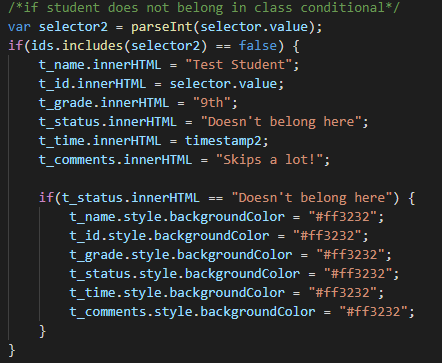 /*if student does not belong in class conditional*/
var selector2 = parseInt(selector.value);
if(ids.includes(selector2) == false) {
    t_name.innerHTML = "Test Student";
    t_id.innerHTML = selector.value;
    t_grade.innerHTML = "9th";
    t_status.innerHTML = "Doesn't belong here";
    t_time.innerHTML = timestamp2;
    t_comments.innerHTML = "Skips a lot!";

    if(t_status.innerHTML == "Doesn't belong here") {
        t_name.style.backgroundColor = "#ff3232";
        t_id.style.backgroundColor = "#ff3232";
        t_grade.style.backgroundColor = "#ff3232";
        t_status.style.backgroundColor = "#ff3232";
        t_time.style.backgroundColor = "#ff3232";
        t_comments.style.backgroundColor = "#ff3232";
    }
}